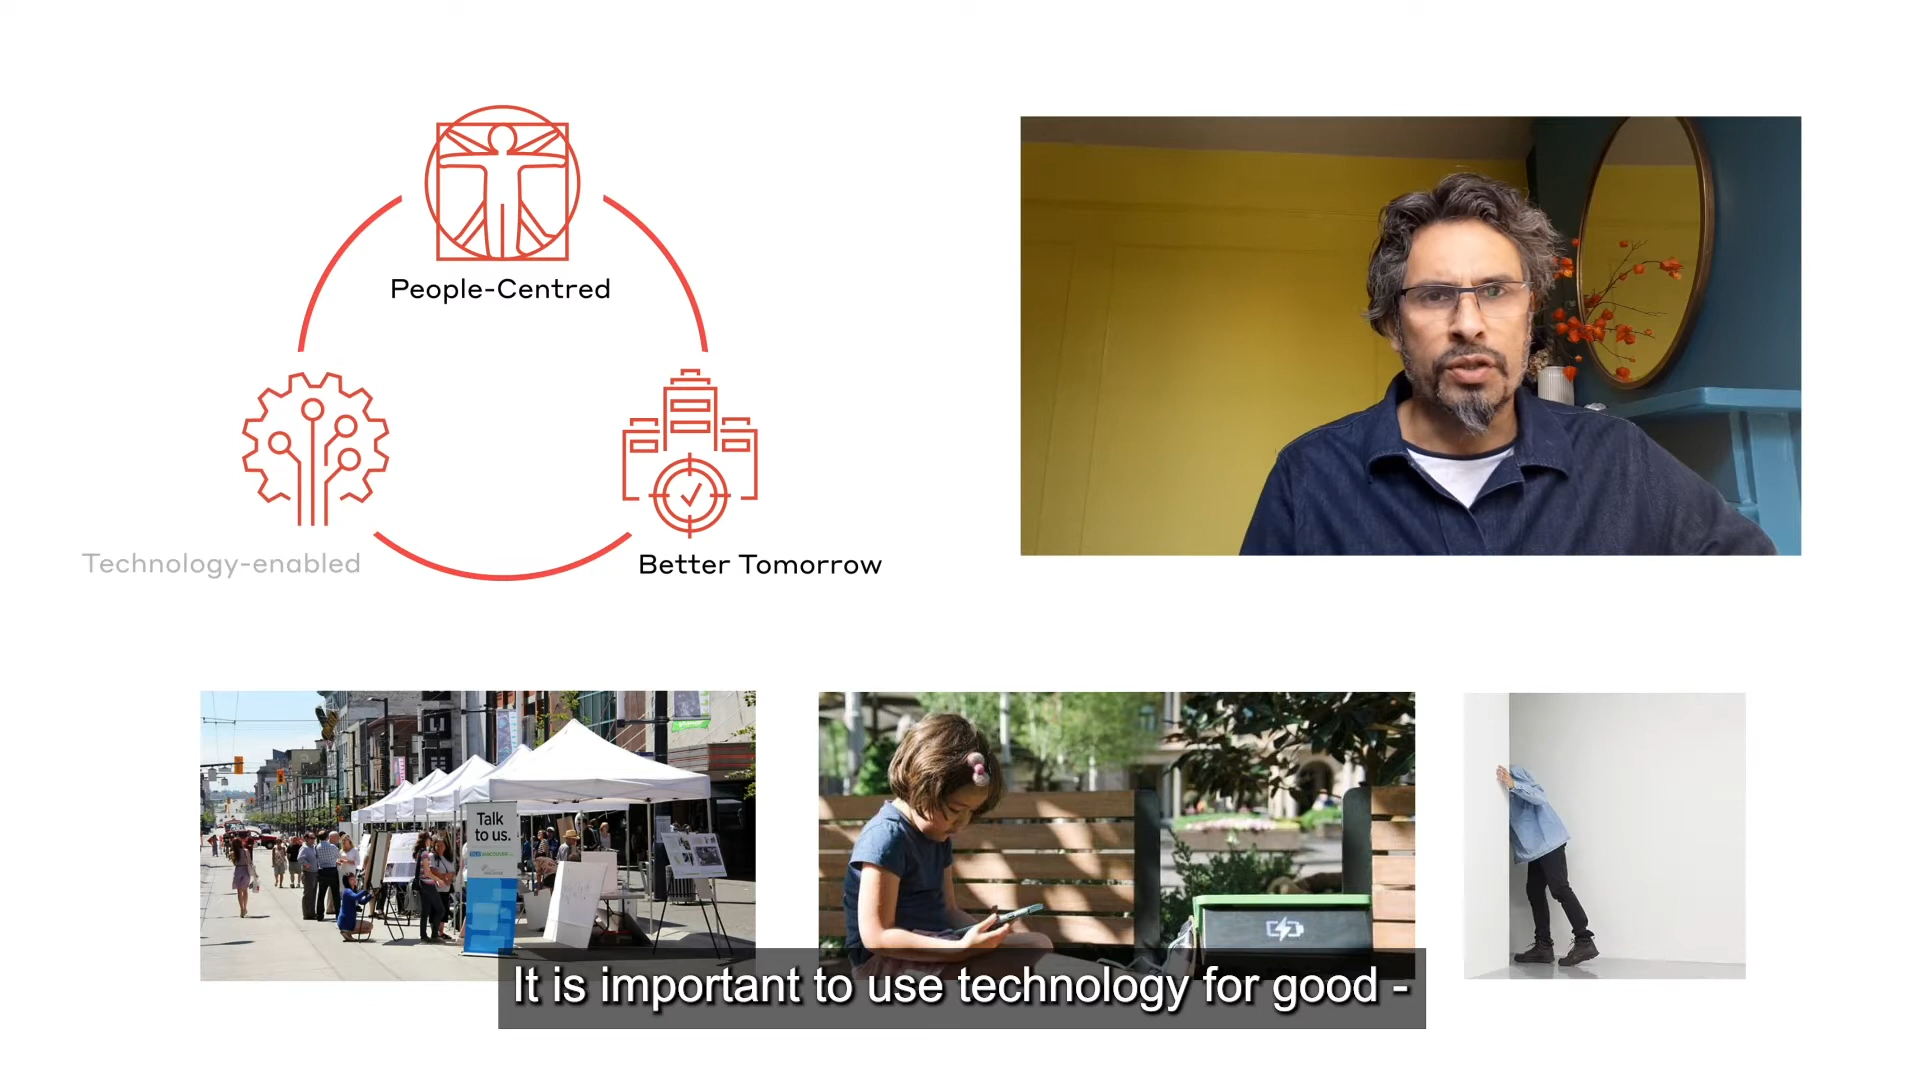 People-Centred
Technology-enabled
Better Tomorrow
Talk
to us.
It is important to use technology for good -